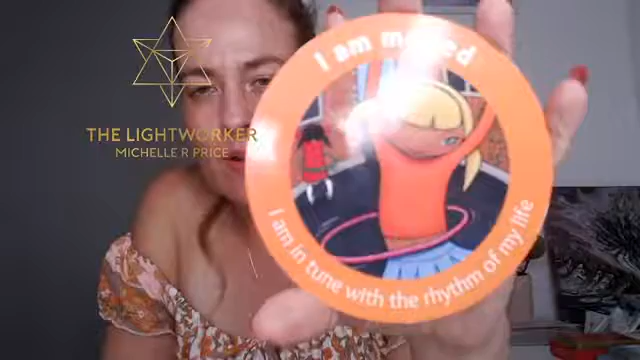 THE LIGHTWORKER
MICHELLE R PRICE
I am
I am in tune with the rhythm of my life